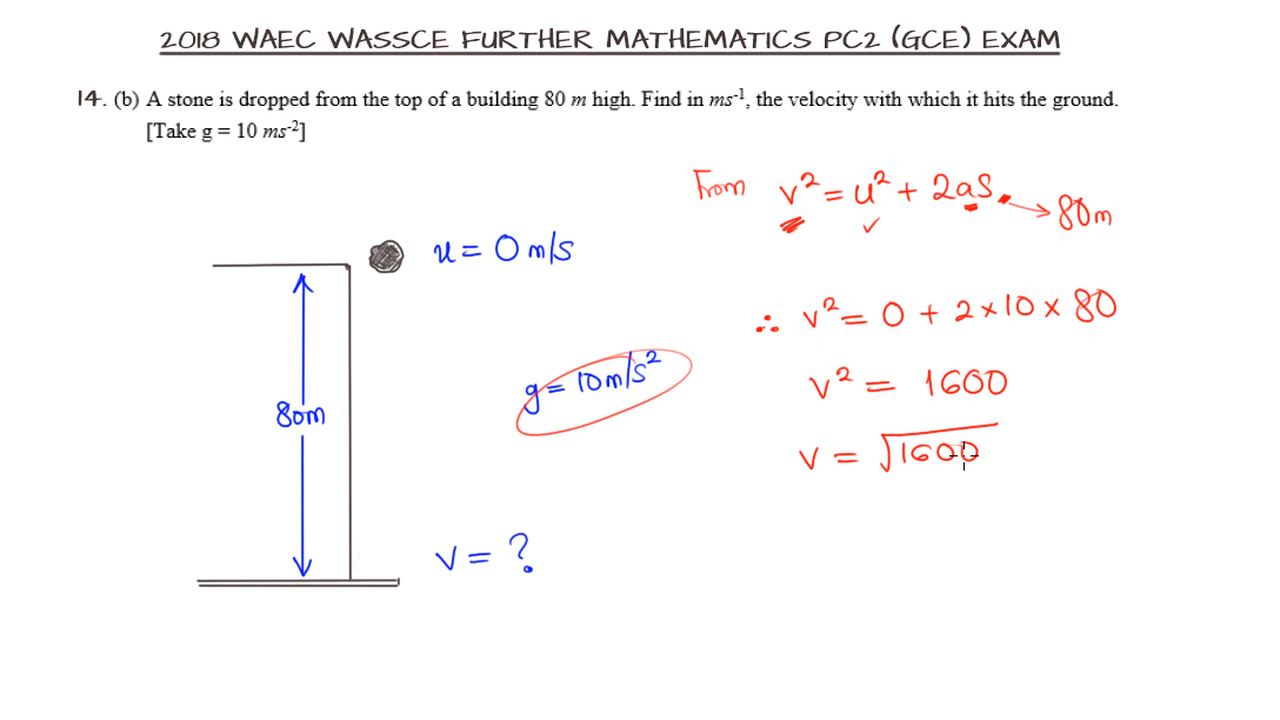 2018 WAEC WASSCE FURTHER MATHEMATICS PC2 (GCE) EXAM
14. (b) A stone is dropped from the top of a building 80 m high. Find in ms⁻¹, the velocity with which it hits the ground.
[Take g = 10 ms⁻²]
From v² = u² + 2aS. → 80m
u = 0 m/s
∴ v² = 0 + 2×10×80
g = 10m/s²
v² = 1600
80m
v = √1600
v = ?